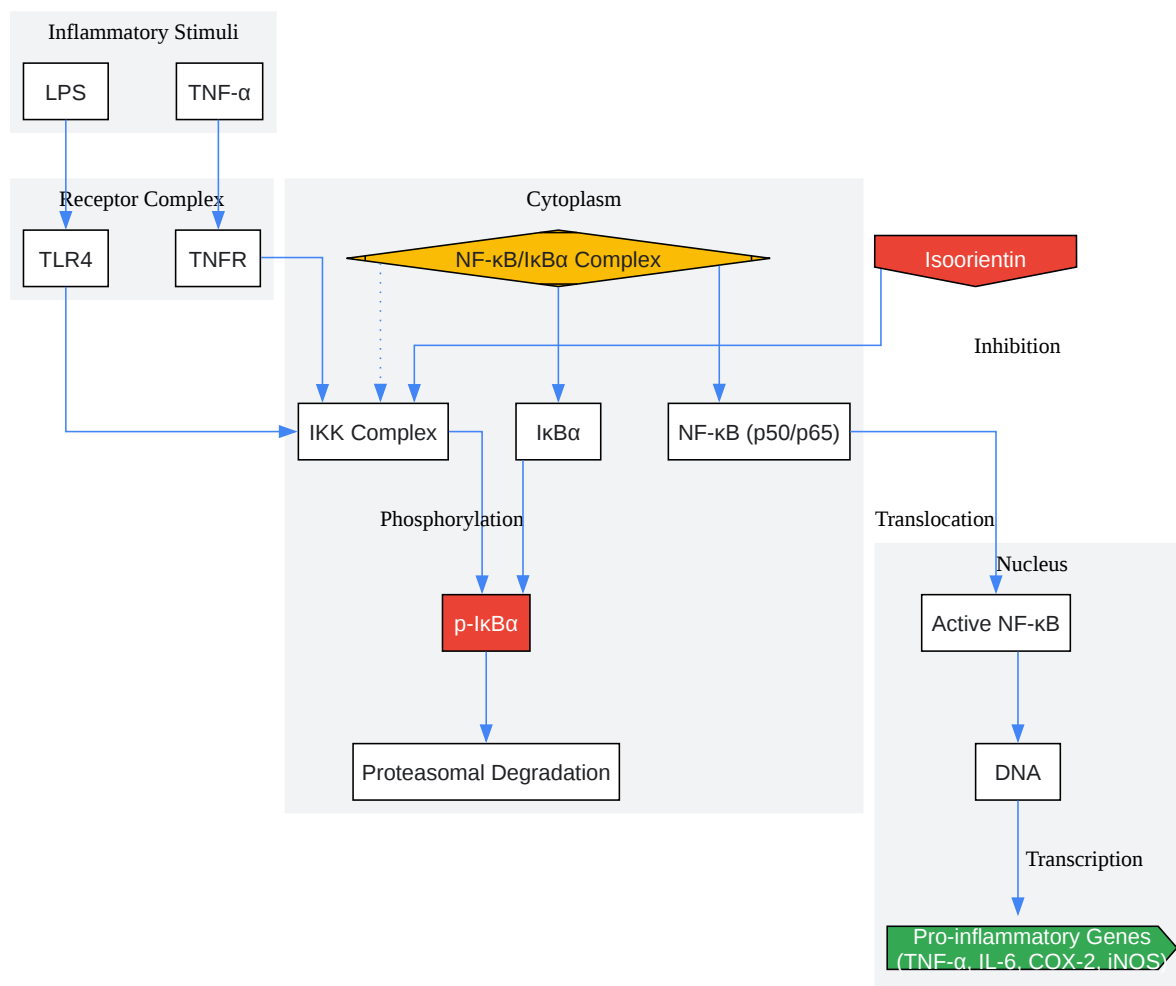 Inflammatory Stimuli
LPS
TNF-α
Receptor Complex
TLR4
TNFR
Cytoplasm
NF-κB/IκBα Complex
Isoorientin
Inhibition
IKK Complex
IκBα
NF-κB (p50/p65)
Phosphorylation
Translocation
Nucleus
p-IκBα
Active NF-κB
Proteasomal Degradation
DNA
Transcription
Pro-inflammatory Genes
(TNF-α, IL-6, COX-2, iNOS)